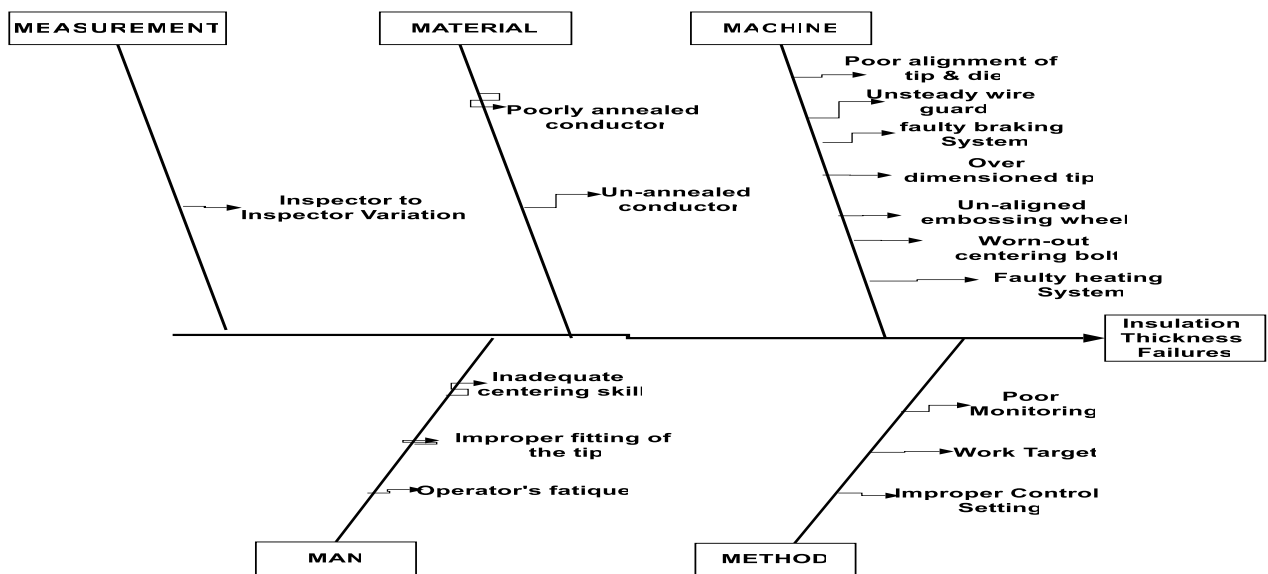 MEASUREMENT
MATERIAL
MACHINE
Poor alignment of
tip & die
Unsteady wire
guard
faulty braking
System
Over
dimensioned tip
Un-aligned
embossing wheel
Worn-out
centering bolt
Faulty heating
System
Poorly annealed
conductor
Un-annealed
conductor
Inspector to
Inspector Variation
Insulation
Thickness
Failures
Inadequate
centering skill
Improper fitting of
the tip
Operator's fatique
Poor
Monitoring
Work Target
Improper Control
Setting
MAN
METHOD